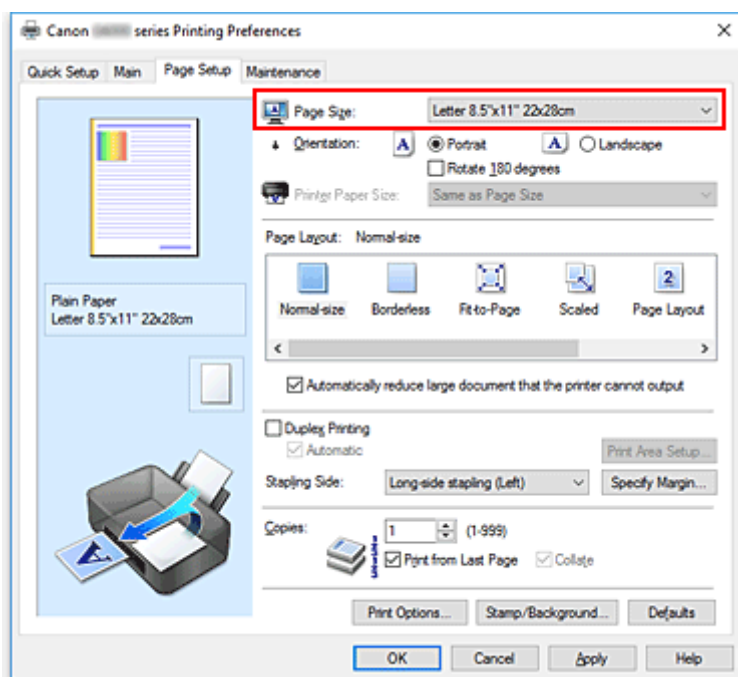 Canon series Printing Preferences
Quick Setup Main Page Setup Maintenance
Page Size: Letter 8.5"x11" 22x28cm
Orientation: A Portrait A Landscape
Rotate 180 degrees
Printer Paper Size: Same as Page Size
Page Layout: Normal-size
2
Normal-size Borderless Fit-to-Page Scaled Page Layout
Automatically reduce large document that the printer cannot output
Plain Paper
Letter 8.5"x11" 22x28cm
Duplex Printing
Automatic Print Area Setup...
Stapling Side: Long-side stapling (Left) Specify Margin...
Copies: 1 (1-999)
Print from Last Page Collate
A
Print Options... Stamp/Background... Defaults
OK Cancel Apply Help